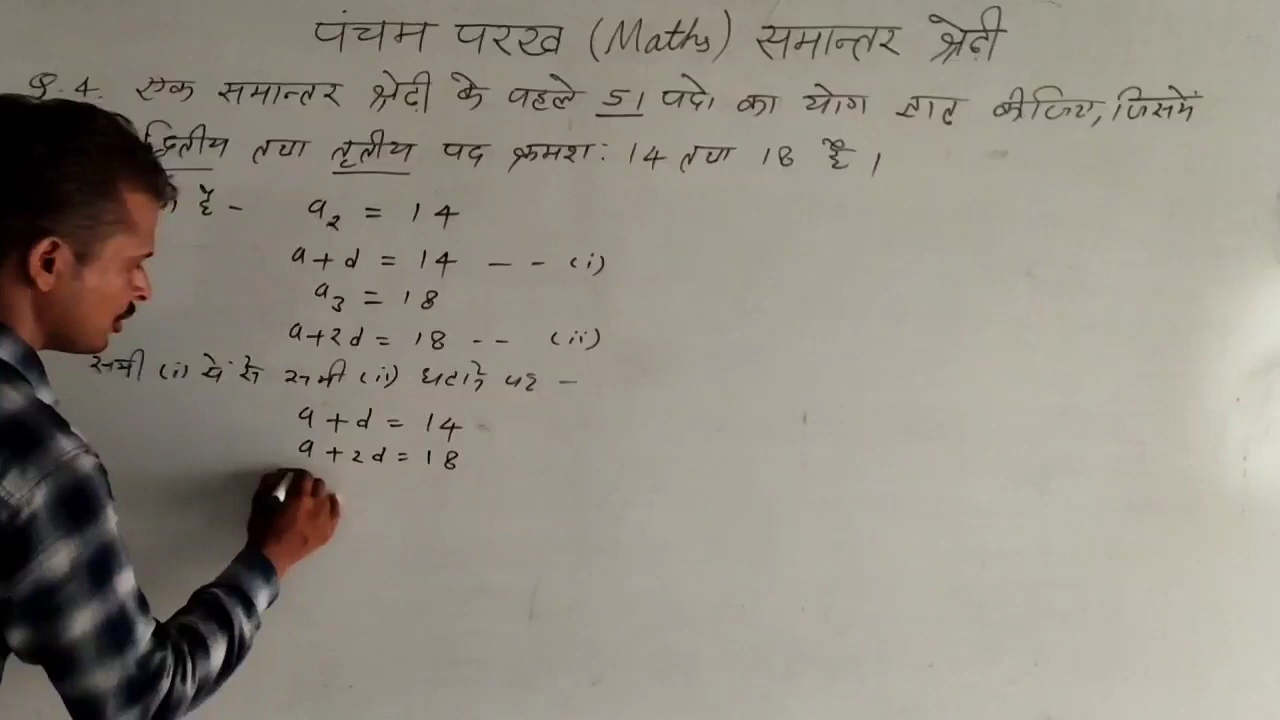 पंचम परख (Maths) समान्तर श्रेढ़ी
Q.4. एक समान्तर श्रेढ़ी के पहले 51 पदो का योग ज्ञात कीजिए, जिसमें
द्वितीय तथा तृतीय पद क्रमश: 14 तथा 18 है।
है - a₂ = 14
a+d = 14 -- (i)
a₃ = 18
a+2d = 18 -- (ii)
समी (i) में से समी (ii) घटाने पर -
a + d = 14
a + 2d = 18